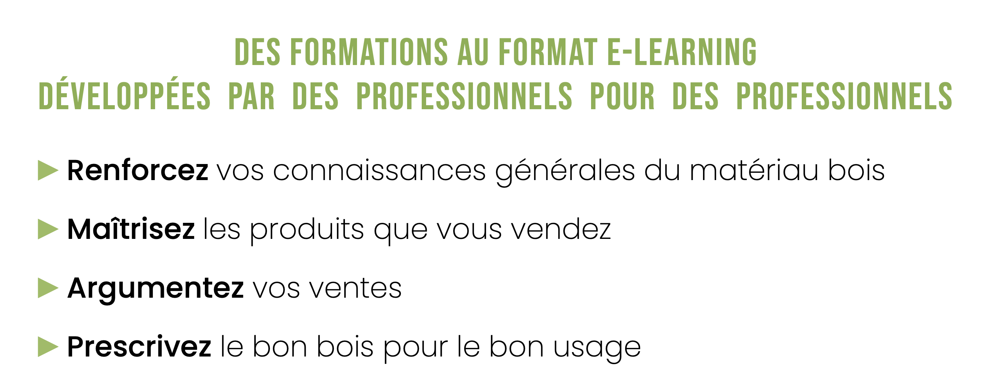 DES FORMATIONS AU FORMAT E-LEARNING
DÉVELOPPÉES PAR DES PROFESSIONNELS POUR DES PROFESSIONNELS
▶ Renforcez vos connaissances générales du matériau bois
▶ Maîtrisez les produits que vous vendez
▶ Argumentez vos ventes
▶ Prescrivez le bon bois pour le bon usage